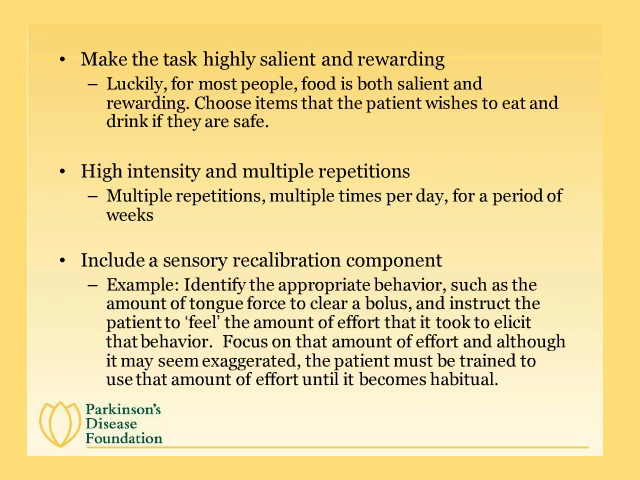 • Make the task highly salient and rewarding
– Luckily, for most people, food is both salient and
rewarding. Choose items that the patient wishes to eat and
drink if they are safe.
• High intensity and multiple repetitions
– Multiple repetitions, multiple times per day, for a period of
weeks
• Include a sensory recalibration component
– Example: Identify the appropriate behavior, such as the
amount of tongue force to clear a bolus, and instruct the
patient to ‘feel’ the amount of effort that it took to elicit
that behavior.  Focus on that amount of effort and although
it may seem exaggerated, the patient must be trained to
use that amount of effort until it becomes habitual.
Parkinson's
Disease
Foundation